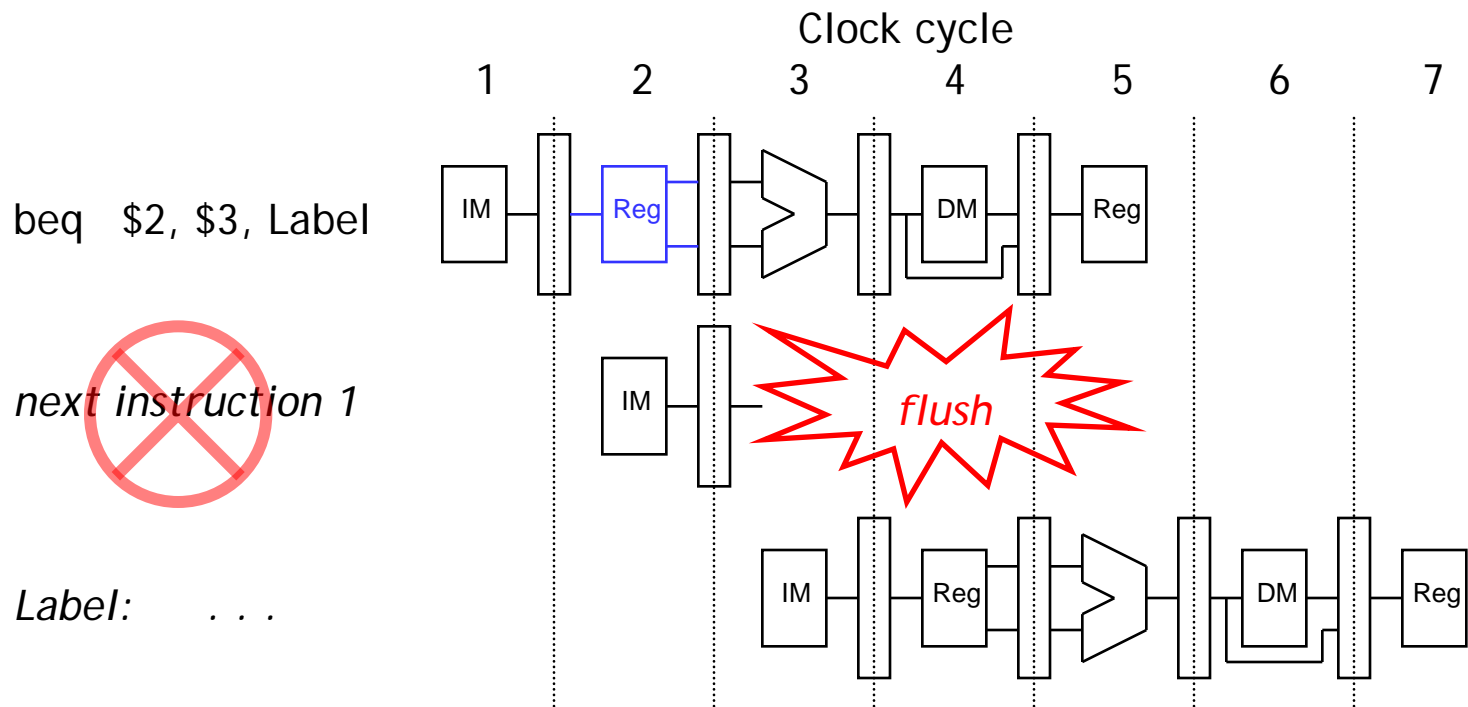 Clock cycle
1 2 3 4 5 6 7
beq $2, $3, Label
IM Reg DM Reg
next instruction 1
IM flush
Label: . . .
IM Reg DM Reg